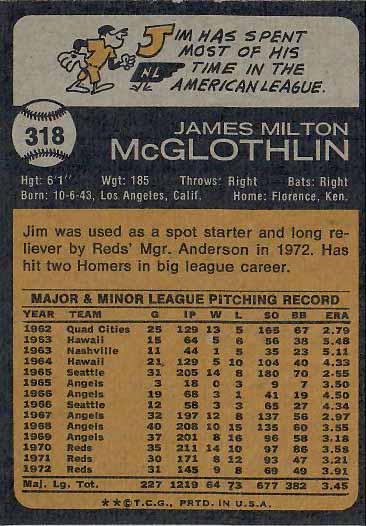 JIM HAS SPENT
MOST OF HIS
TIME IN THE
AMERICAN LEAGUE.
NL
318
JAMES MILTON
McGLOTHLIN
Hgt: 6'1" Wgt: 185 Throws: Right Bats: Right
Born: 10-6-43, Los Angeles, Calif. Home: Florence, Ken.
Jim was used as a spot starter and long re-
liever by Reds' Mgr. Anderson in 1972. Has
hit two Homers in big league career.
MAJOR & MINOR LEAGUE PITCHING RECORD
YEAR TEAM G IP W L SO BB ERA
1962 Quad Cities 25 129 13 5 165 67 2.79
1963 Hawaii 15 64 5 6 56 38 5.48
1963 Nashville 11 44 1 5 35 23 5.11
1964 Hawaii 21 129 5 10 104 40 4.33
1965 Seattle 31 205 14 8 180 70 2.55
1965 Angels 3 18 0 3 9 7 3.50
1966 Angels 19 68 3 1 41 19 4.50
1966 Seattle 12 58 3 3 65 27 4.34
1967 Angels 32 197 12 8 137 56 2.97
1968 Angels 40 208 10 15 135 60 3.55
1969 Angels 37 201 8 16 96 58 3.18
1970 Reds 35 211 14 10 97 86 3.58
1971 Reds 30 171 8 12 93 47 3.21
1972 Reds 31 145 9 8 69 49 3.91
Maj. Lg. Tot. 227 1219 64 73 677 382 3.45
**©T.C.G., PRTD. IN U.S.A.